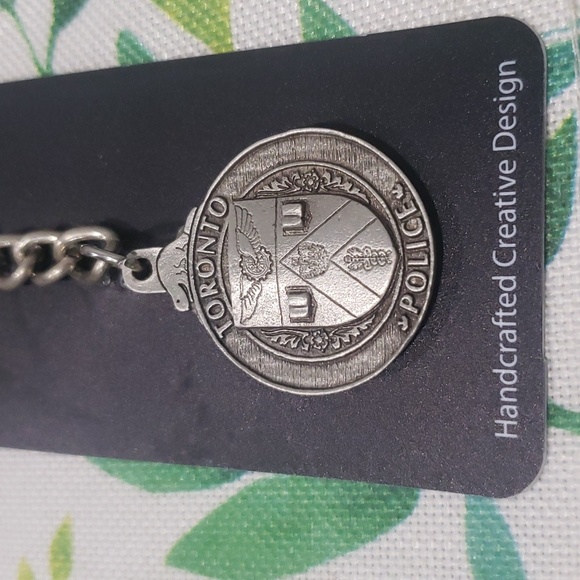 TORONTO
POLICE
Handcrafted Creative Design